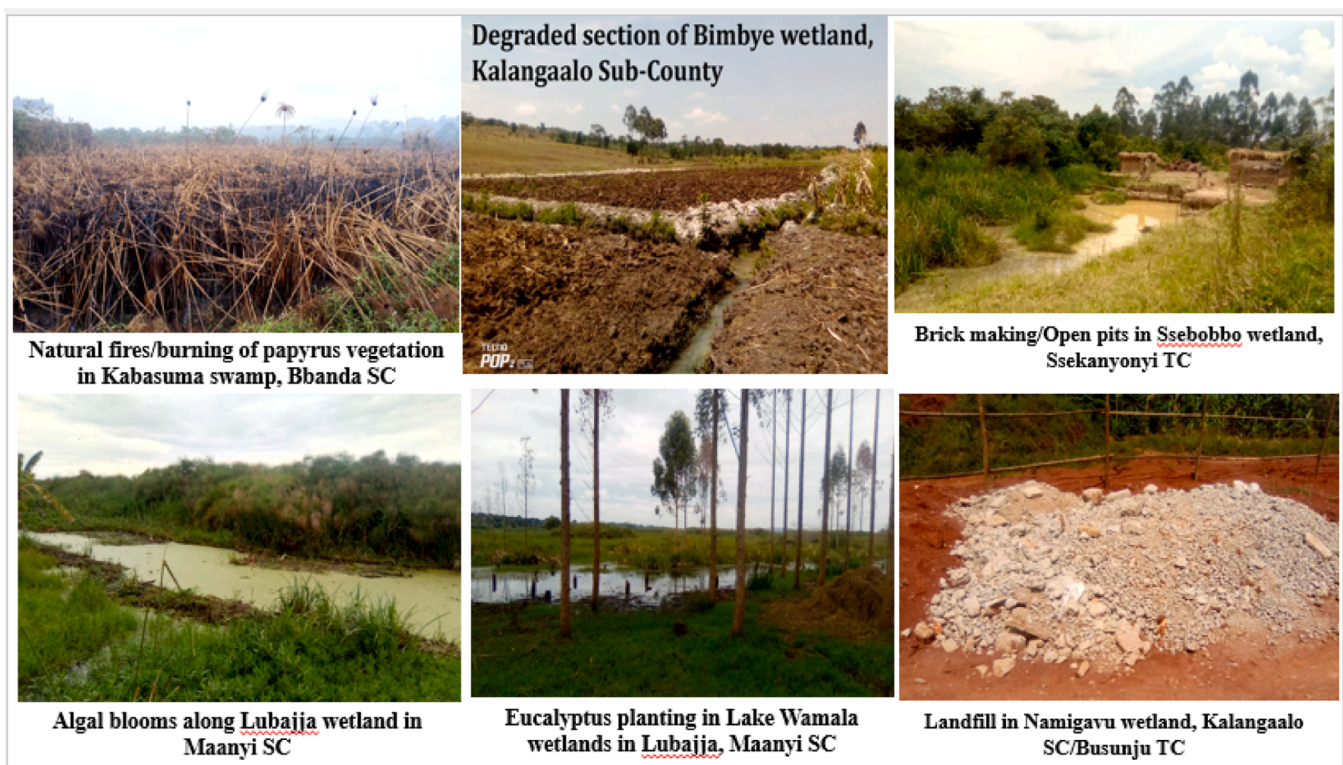 Degraded section of Bimbye wetland,
Kalangaalo Sub-County
TECNO
POP2
Natural fires/burning of papyrus vegetation
in Kabasuma swamp, Bbanda SC
Brick making/Open pits in Ssebobbo wetland,
Ssekanyonyi TC
Algal blooms along Lubajja wetland in
Maanyi SC
Eucalyptus planting in Lake Wamala
wetlands in Lubajja, Maanyi SC
Landfill in Namigavu wetland, Kalangaalo
SC/Busunju TC